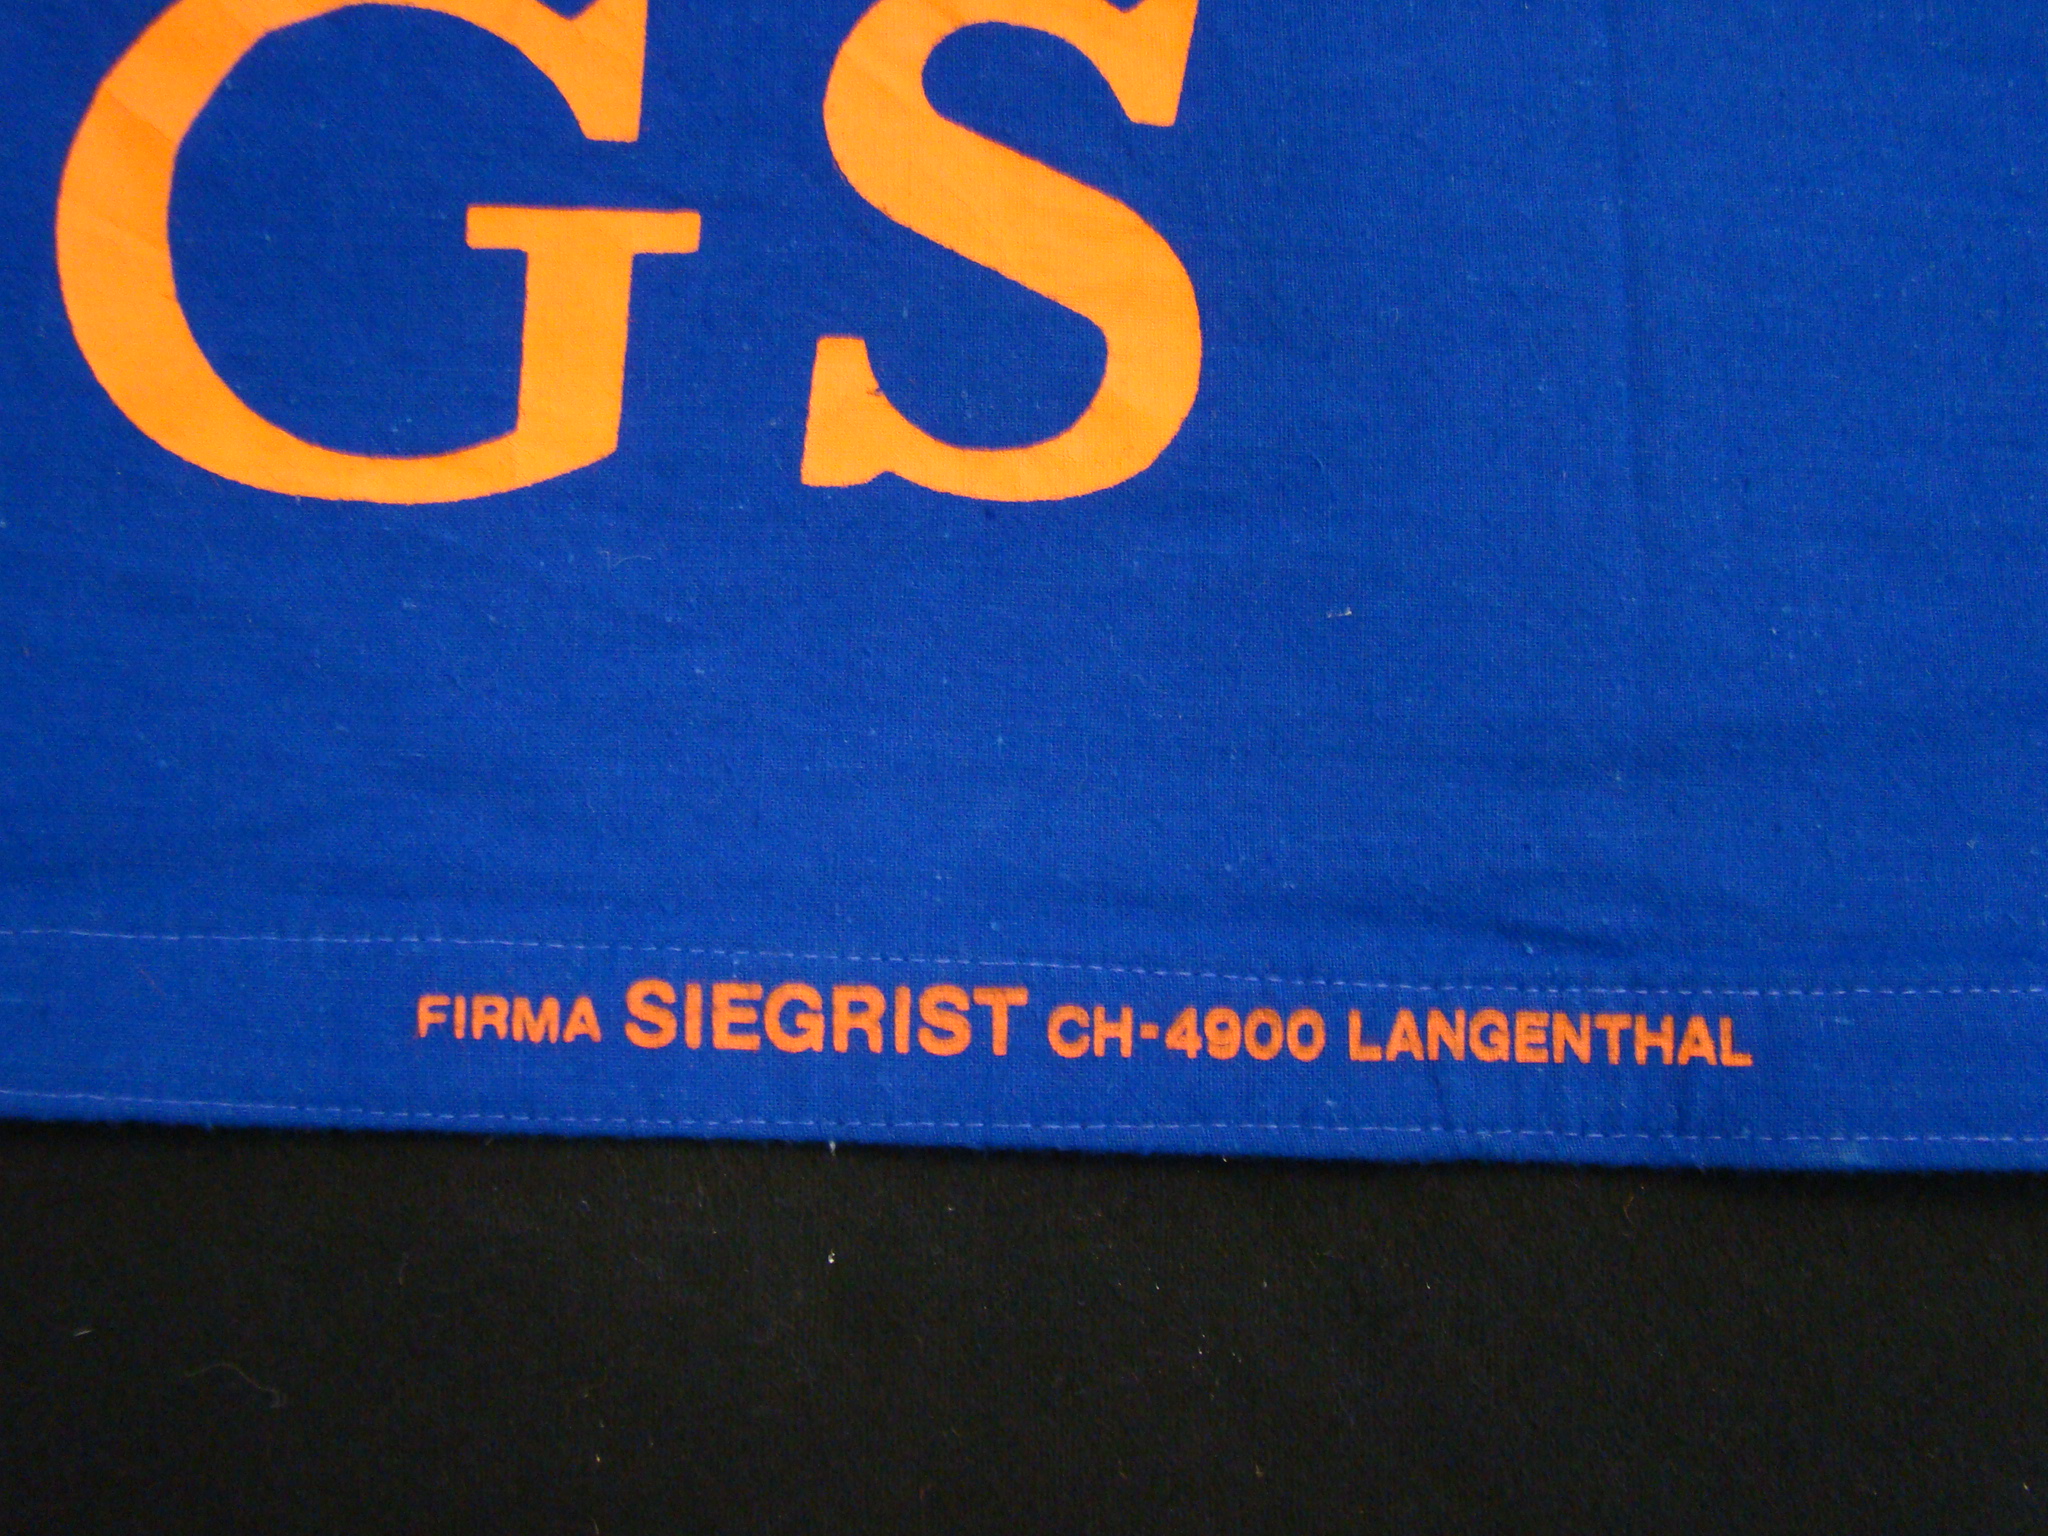 GS
FIRMA SIEGRIST CH-4900 LANGENTHAL